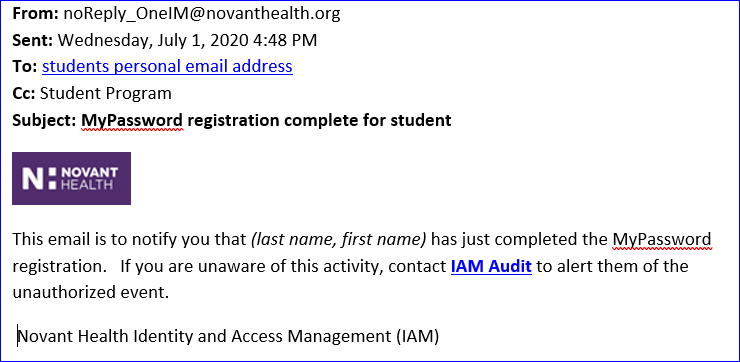 From: noReply_OneIM@novanthealth.org
Sent: Wednesday, July 1, 2020 4:48 PM
To: students personal email address
Cc: Student Program
Subject: MyPassword registration complete for student
N NOVANT
HEALTH
This email is to notify you that (last name, first name) has just completed the MyPassword
registration.   If you are unaware of this activity, contact IAM Audit to alert them of the
unauthorized event.
Novant Health Identity and Access Management (IAM)